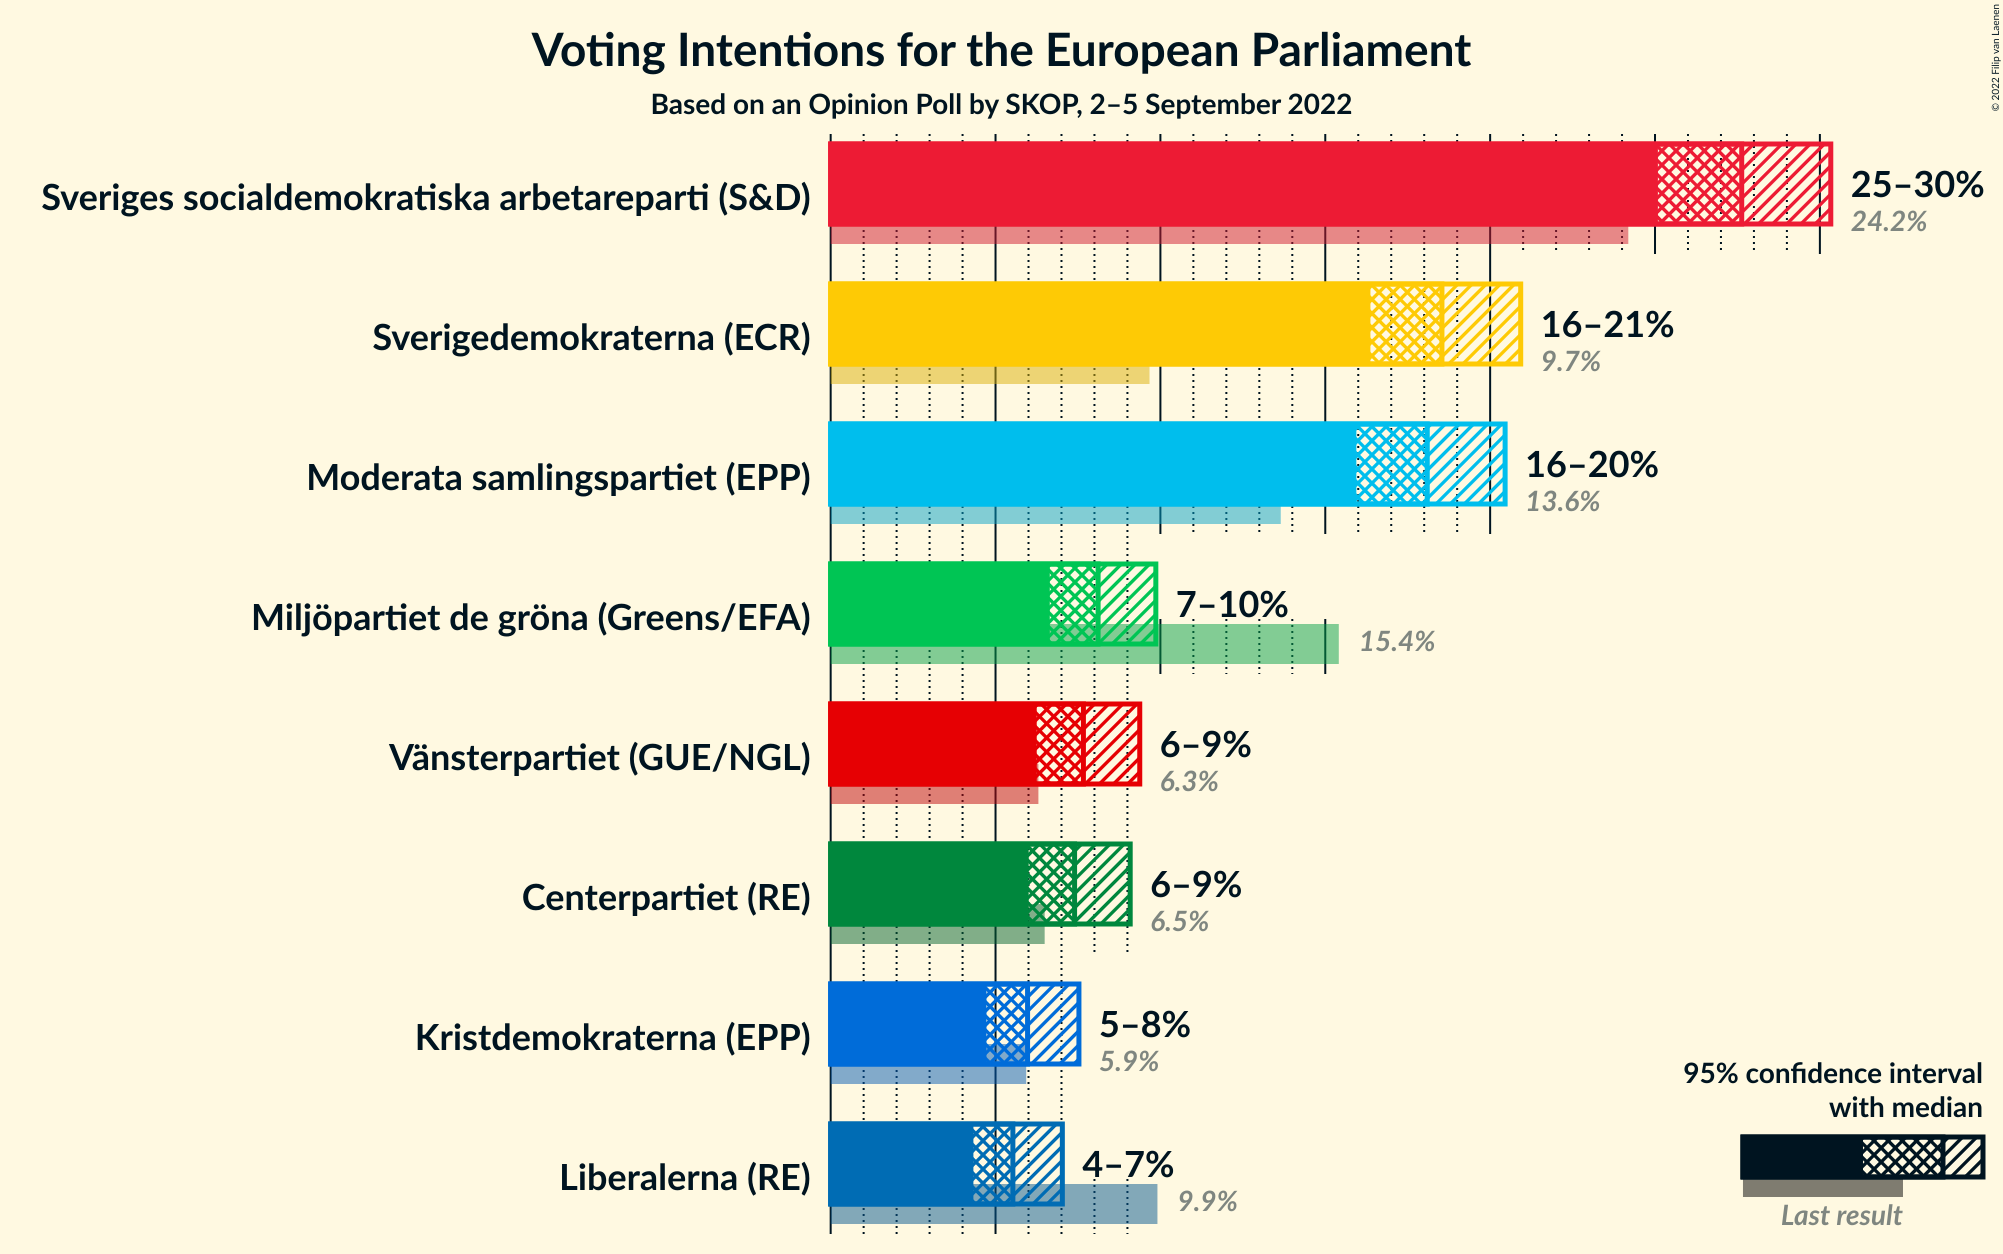 Voting Intentions for the European Parliament
Based on an Opinion Poll by SKOP, 2–5 September 2022
© 2022 Filip van Laenen
Sveriges socialdemokratiska arbetareparti (S&D)
25–30%
24.2%
Sverigedemokraterna (ECR)
16–21%
9.7%
Moderata samlingspartiet (EPP)
16–20%
13.6%
Miljöpartiet de gröna (Greens/EFA)
7–10%
15.4%
Vänsterpartiet (GUE/NGL)
6–9%
6.3%
Centerpartiet (RE)
6–9%
6.5%
Kristdemokraterna (EPP)
5–8%
5.9%
Liberalerna (RE)
4–7%
9.9%
95% confidence interval
with median
Last result